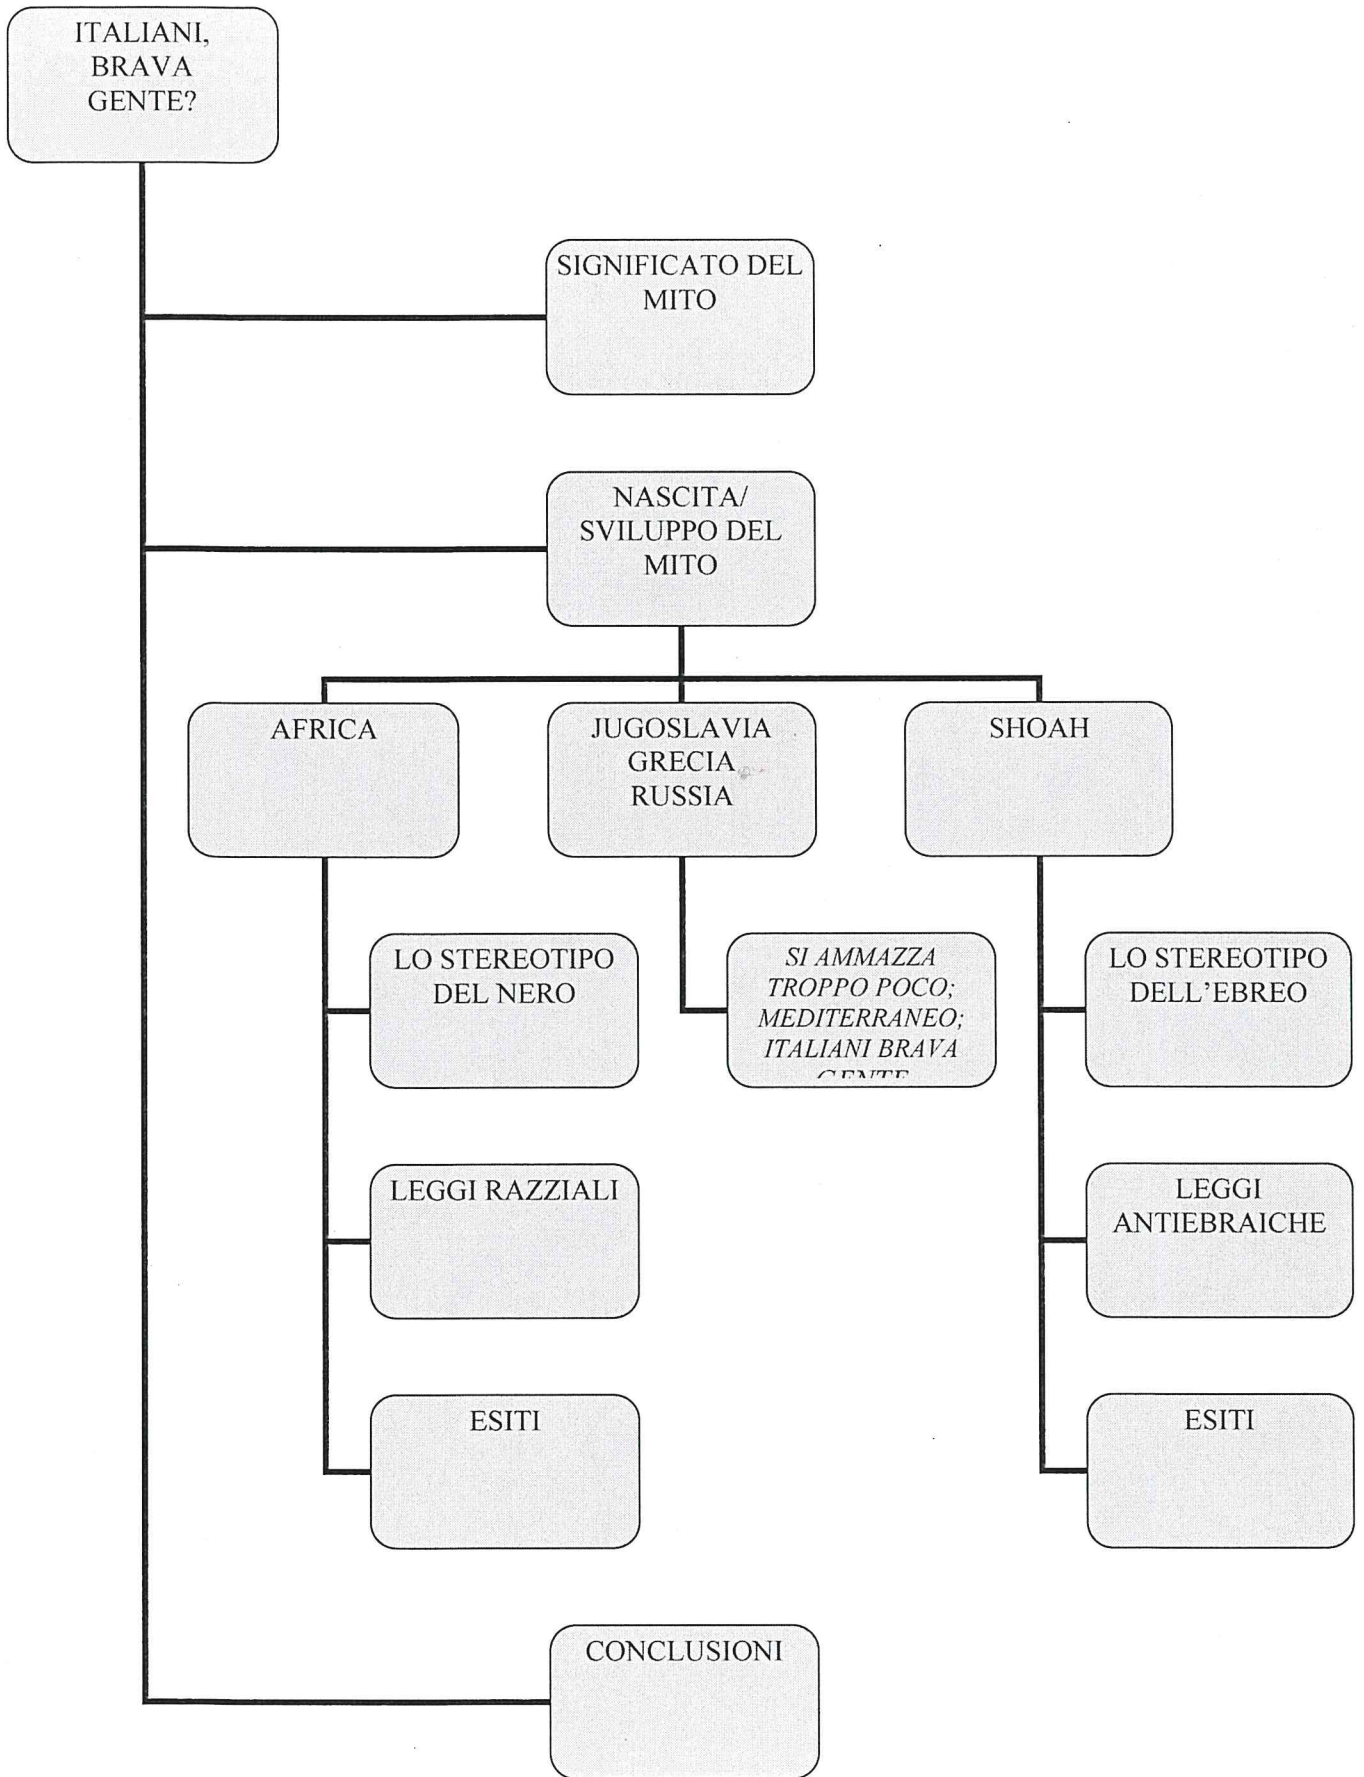 ITALIANI,
BRAVA
GENTE?
SIGNIFICATO DEL
MITO
NASCITA/
SVILUPPO DEL
MITO
AFRICA
JUGOSLAVIA
GRECIA
RUSSIA
SHOAH
LO STEREOTIPO
DEL NERO
SI AMMAZZA
TROPPO POCO;
MEDITERRANEO;
ITALIANI BRAVA
GENTE
LO STEREOTIPO
DELL'EBREO
LEGGI RAZZIALI
LEGGI
ANTIEBRAICHE
ESITI
ESITI
CONCLUSIONI